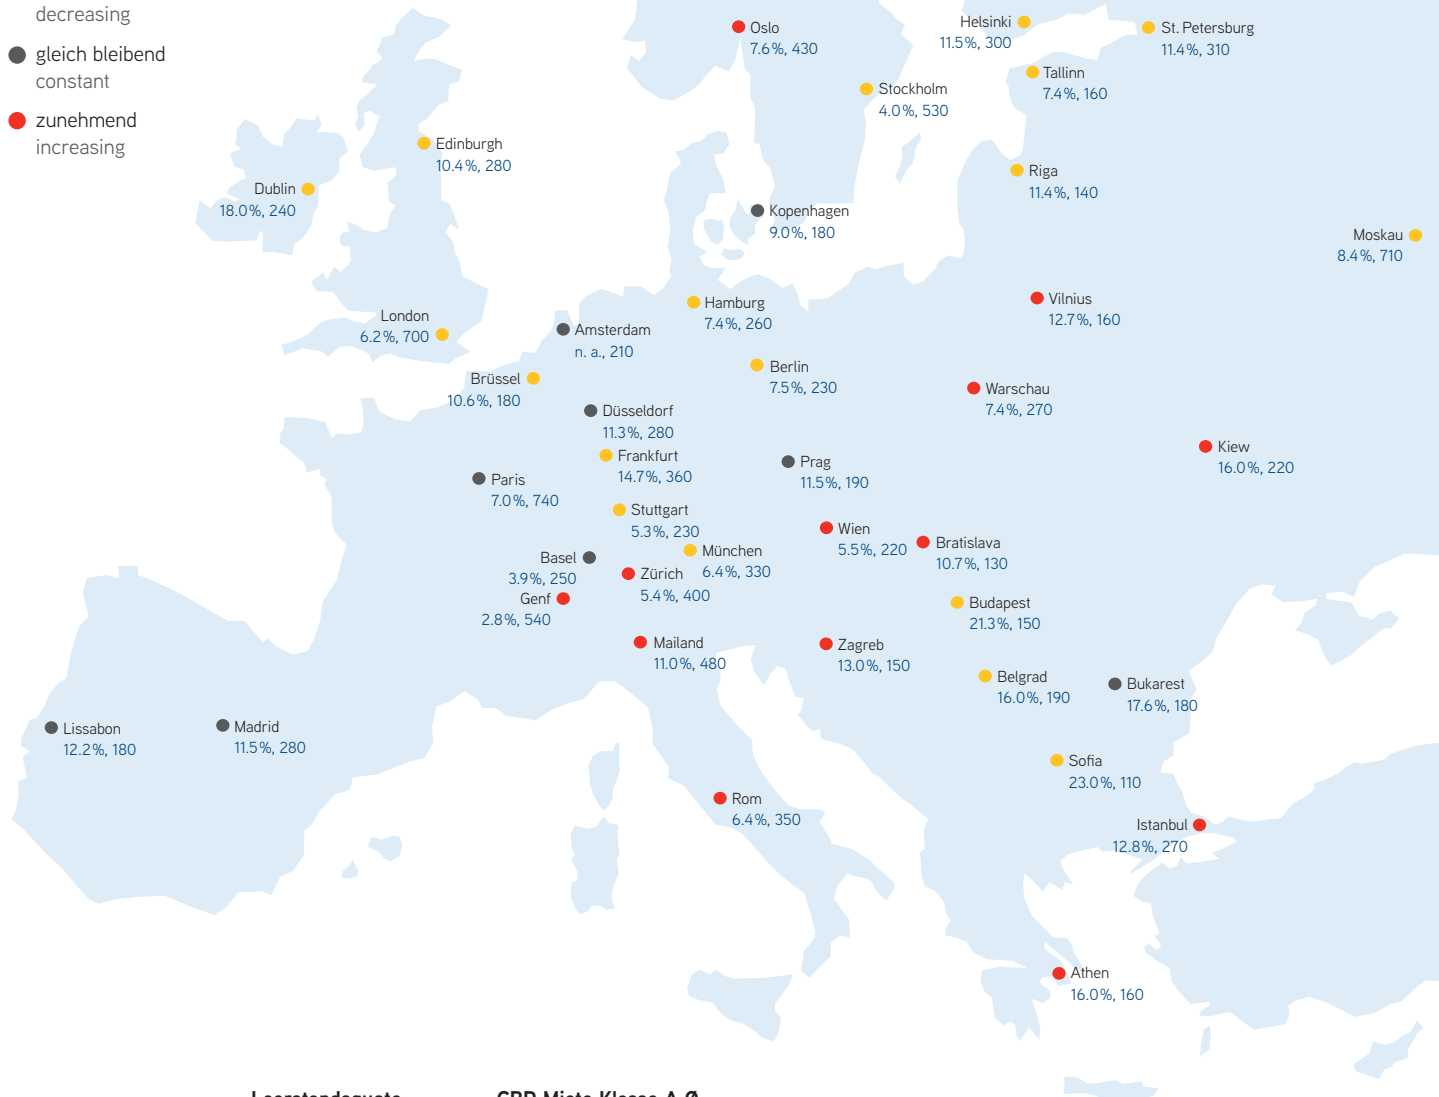 decreasing
gleich bleibend
constant
zunehmend
increasing
Oslo
7.6%, 430
Helsinki
11.5%, 300
St. Petersburg
11.4%, 310
Tallinn
7.4%, 160
Stockholm
4.0%, 530
Edinburgh
10.4%, 280
Riga
11.4%, 140
Dublin
18.0%, 240
Kopenhagen
9.0%, 180
Moskau
8.4%, 710
Hamburg
7.4%, 260
Vilnius
12.7%, 160
London
6.2%, 700
Amsterdam
n. a., 210
Berlin
7.5%, 230
Brüssel
10.6%, 180
Warschau
7.4%, 270
Düsseldorf
11.3%, 280
Kiew
16.0%, 220
Frankfurt
14.7%, 360
Prag
11.5%, 190
Paris
7.0%, 740
Stuttgart
5.3%, 230
Wien
5.5%, 220
Bratislava
10.7%, 130
München
6.4%, 330
Basel
3.9%, 250
Zürich
5.4%, 400
Genf
2.8%, 540
Budapest
21.3%, 150
Mailand
11.0%, 480
Zagreb
13.0%, 150
Belgrad
16.0%, 190
Bukarest
17.6%, 180
Lissabon
12.2%, 180
Madrid
11.5%, 280
Sofia
23.0%, 110
Rom
6.4%, 350
Istanbul
12.8%, 270
Athen
16.0%, 160
Leerstandsquote CBD-Miete Klasse A Ø